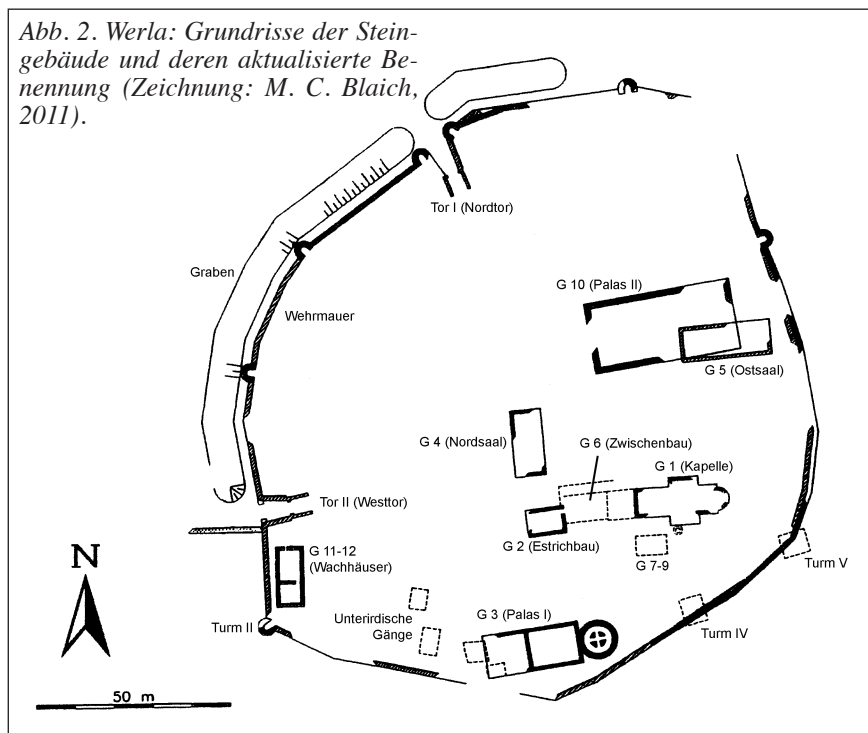 Abb. 2. Werla: Grundrisse der Stein-
gebäude und deren aktualisierte Be-
nennung (Zeichnung: M. C. Blaich,
2011).
Tor I (Nordtor)
Graben
Wehrmauer
G 10 (Palas II)
G 5 (Ostsaal)
G 4 (Nordsaal)
G 6 (Zwischenbau)
G 1 (Kapelle)
Tor II (Westtor)
G 2 (Estrichbau)
G 7-9
G 11-12
(Wachhäuser)
Turm V
N
Unterirdische
Gänge
G 3 (Palas I)
Turm II
Turm IV
50 m